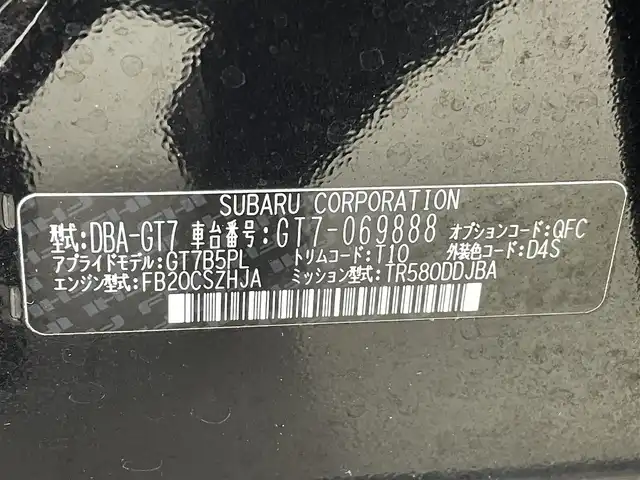 SUBARU CORPORATION
型式:DBA-GT7 車台番号:GT7-069888 オプションコード:QFC
アプライドモデル:GT7B5PL トリムコード:T10 外装色コード:D4S
エンジン型式:FB20CSZHJA ミッション型式:TR580DDJBA